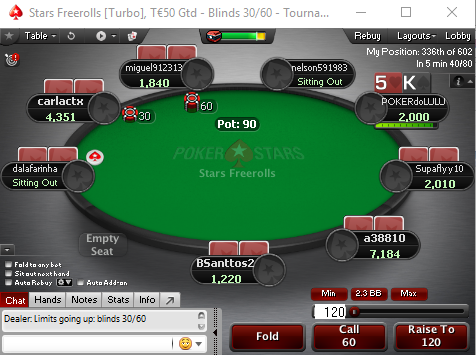 Stars Freerolls [Turbo], T€50 Gtd - Blinds 30/60 - Tourna...
Table
Rebuy Layouts Lobby
My Position: 336th of 602
In 5 min 40/80
miguel912313
1,840
nelson591983
Sitting Out
5 K
POKERdoLULU
2,000
carlactx
4,351
60
30
Pot: 90
POKERSTARS
Stars Freerolls
dalafarinha
Sitting Out
Supaflyy10
2,010
Empty
Seat
a38810
7,184
BSanttos2
1,220
Fold to any bet
Sit out next hand
Auto Rebuy Auto Add-on
Min 2.3 BB Max
Chat Hands Notes Stats Info
120
Dealer: Limits going up: blinds 30/60
Fold
Call
60
Raise To
120